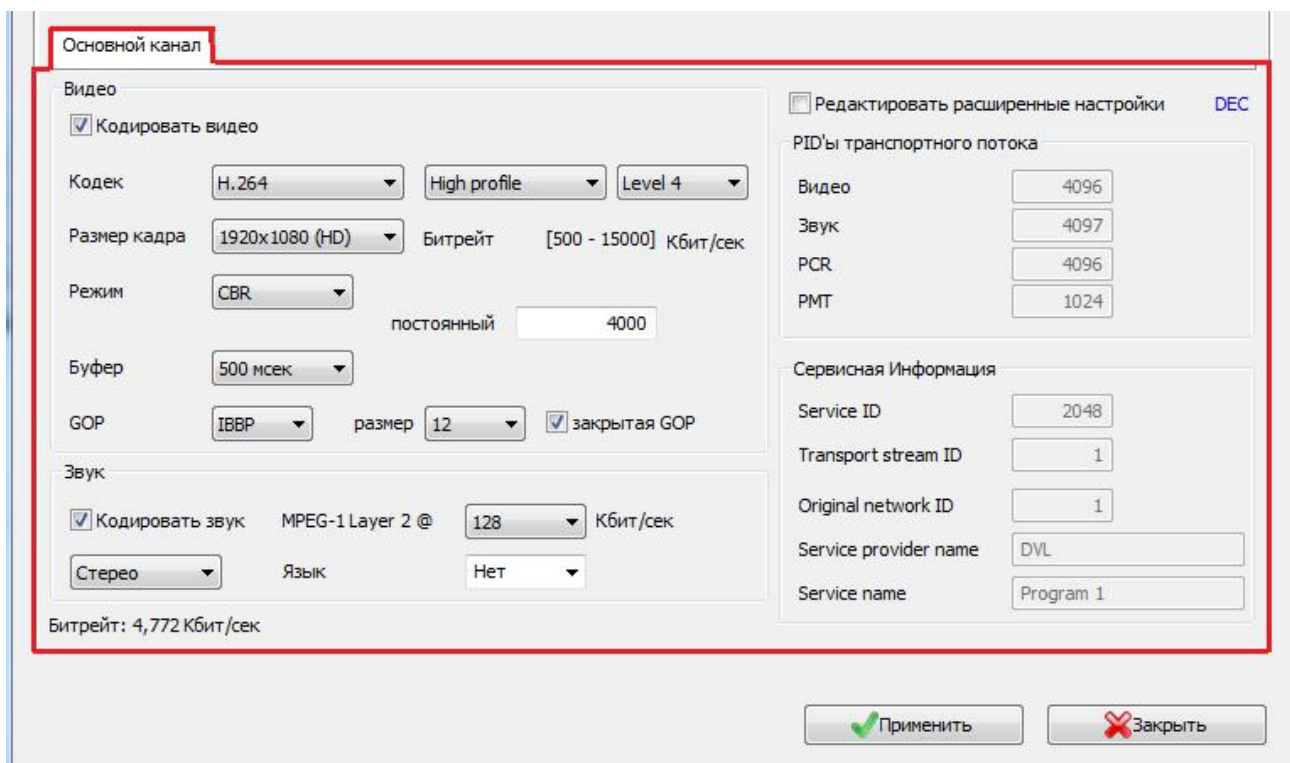 Основной канал
Видео
Кодировать видео
Кодек H.264 High profile Level 4
Размер кадра 1920x1080 (HD) Битрейт [500 - 15000] Кбит/сек
Режим CBR
постоянный 4000
Буфер 500 мсек
GOP IBBP размер 12 закрытая GOP
Звук
Кодировать звук MPEG-1 Layer 2 @ 128 Кбит/сек
Стерео Язык Нет
Битрейт: 4,772 Кбит/сек
Редактировать расширенные настройки DEC
PID'ы транспортного потока
Видео 4096
Звук 4097
PCR 4096
PMT 1024
Сервисная Информация
Service ID 2048
Transport stream ID 1
Original network ID 1
Service provider name DVL
Service name Program 1
Применить Закрыть